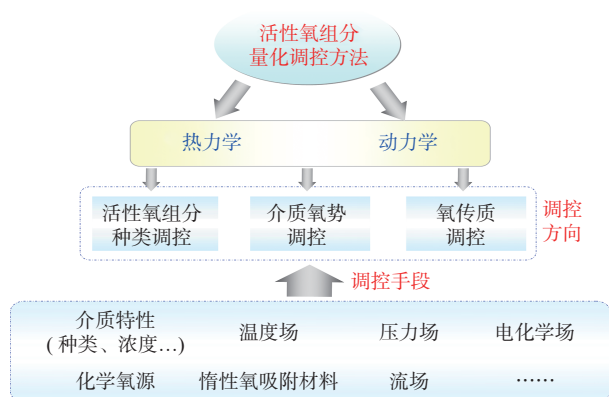 活性氧组分
量化调控方法
热力学 动力学
活性氧组分
种类调控
介质氧势
调控
氧传质
调控
调控
方向
调控手段
介质特性
(种类、浓度…)
温度场
压力场
电化学场
化学氧源
惰性氧吸附材料
流场
……